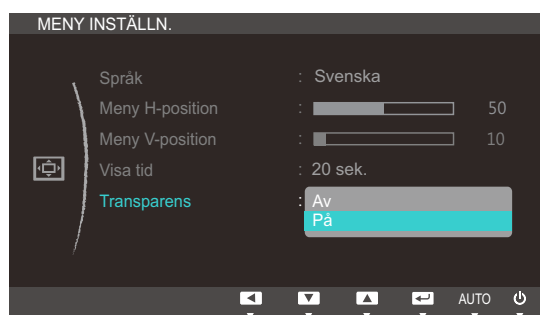 MENY INSTÄLLN.
Språk : Svenska
Meny H-position : 50
Meny V-position : 10
Visa tid : 20 sek.
Transparens : Av
På
AUTO